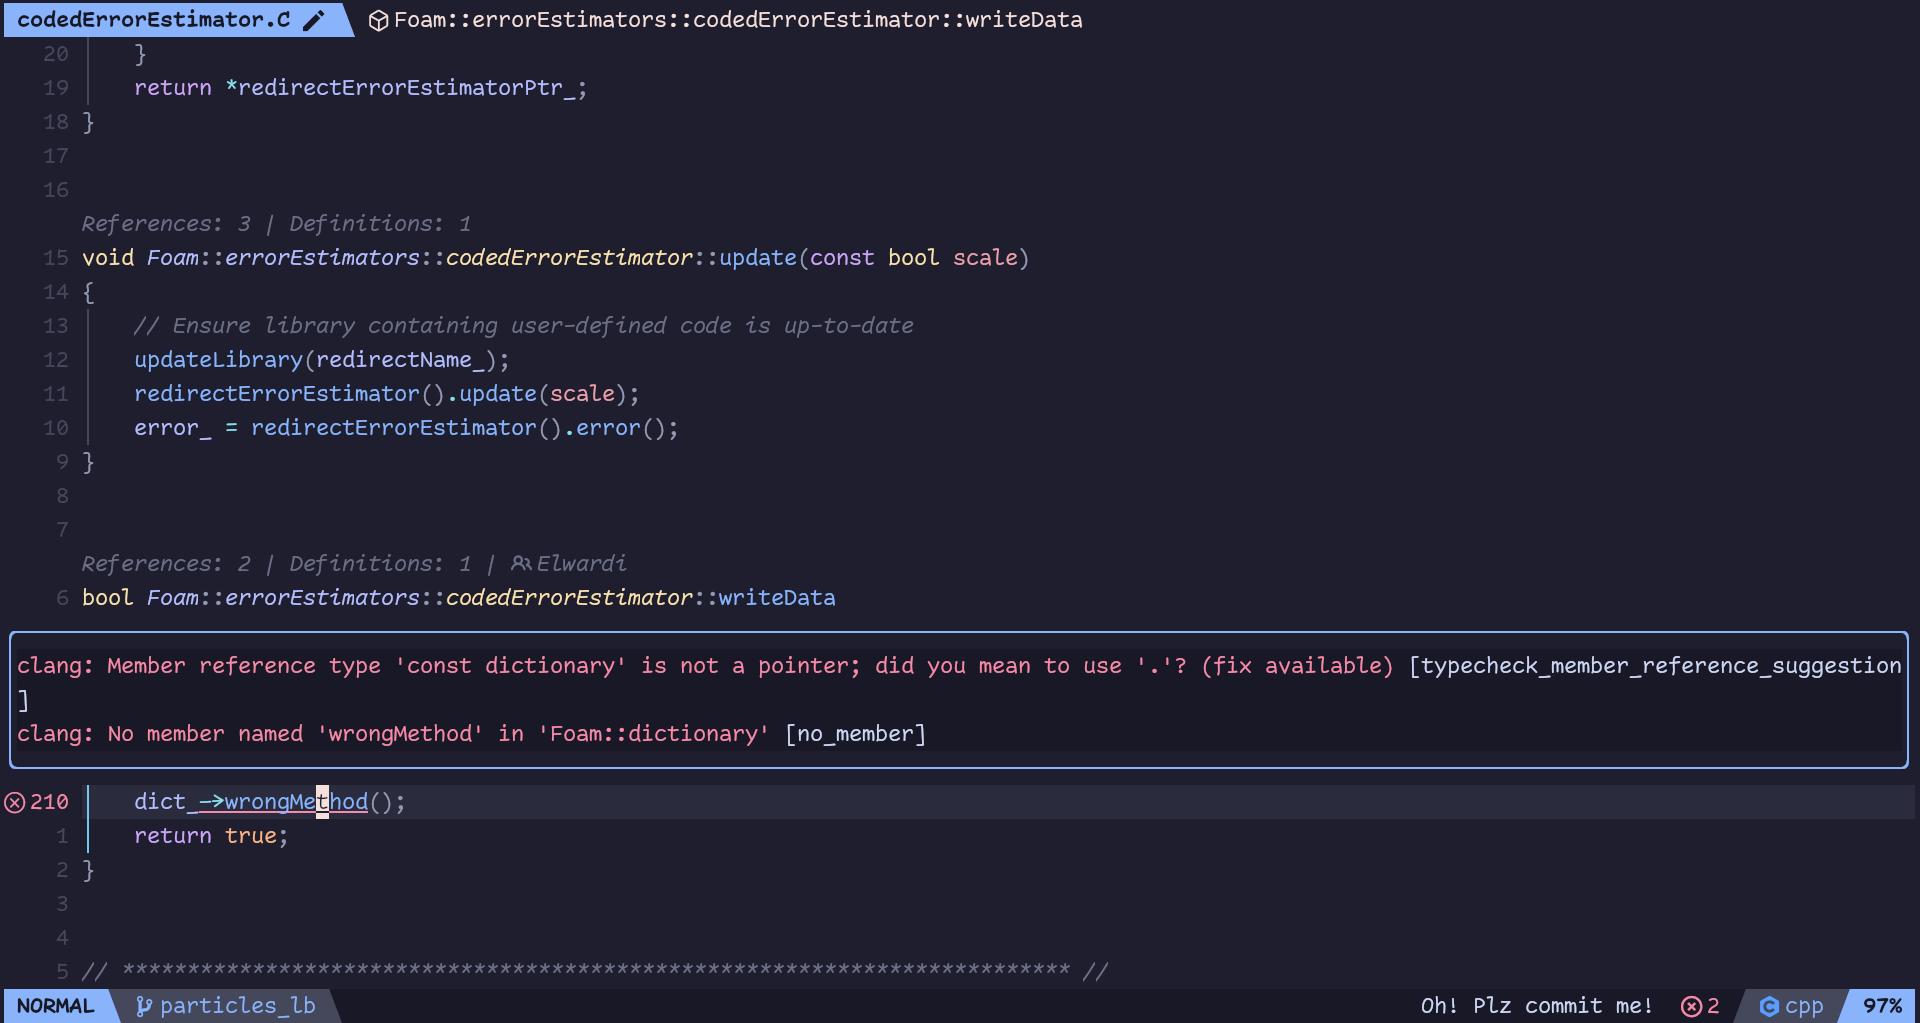 codedErrorEstimator.C Foam::errorEstimators::codedErrorEstimator::writeData
20 }
19 return *redirectErrorEstimatorPtr_;
18 }
17
16
References: 3 | Definitions: 1
15 void Foam::errorEstimators::codedErrorEstimator::update(const bool scale)
14 {
13 // Ensure library containing user-defined code is up-to-date
12 updateLibrary(redirectName_);
11 redirectErrorEstimator().update(scale);
10 error_ = redirectErrorEstimator().error();
9 }
8
7
References: 2 | Definitions: 1 | Elwardi
6 bool Foam::errorEstimators::codedErrorEstimator::writeData
clang: Member reference type 'const dictionary' is not a pointer; did you mean to use '.'? (fix available) [typecheck_member_reference_suggestion
]
clang: No member named 'wrongMethod' in 'Foam::dictionary' [no_member]
210 dict_->wrongMethod();
1 return true;
2 }
3
4
5 // ************************************************************************* //
NORMAL particles_lb Oh! Plz commit me! 2 cpp 97%